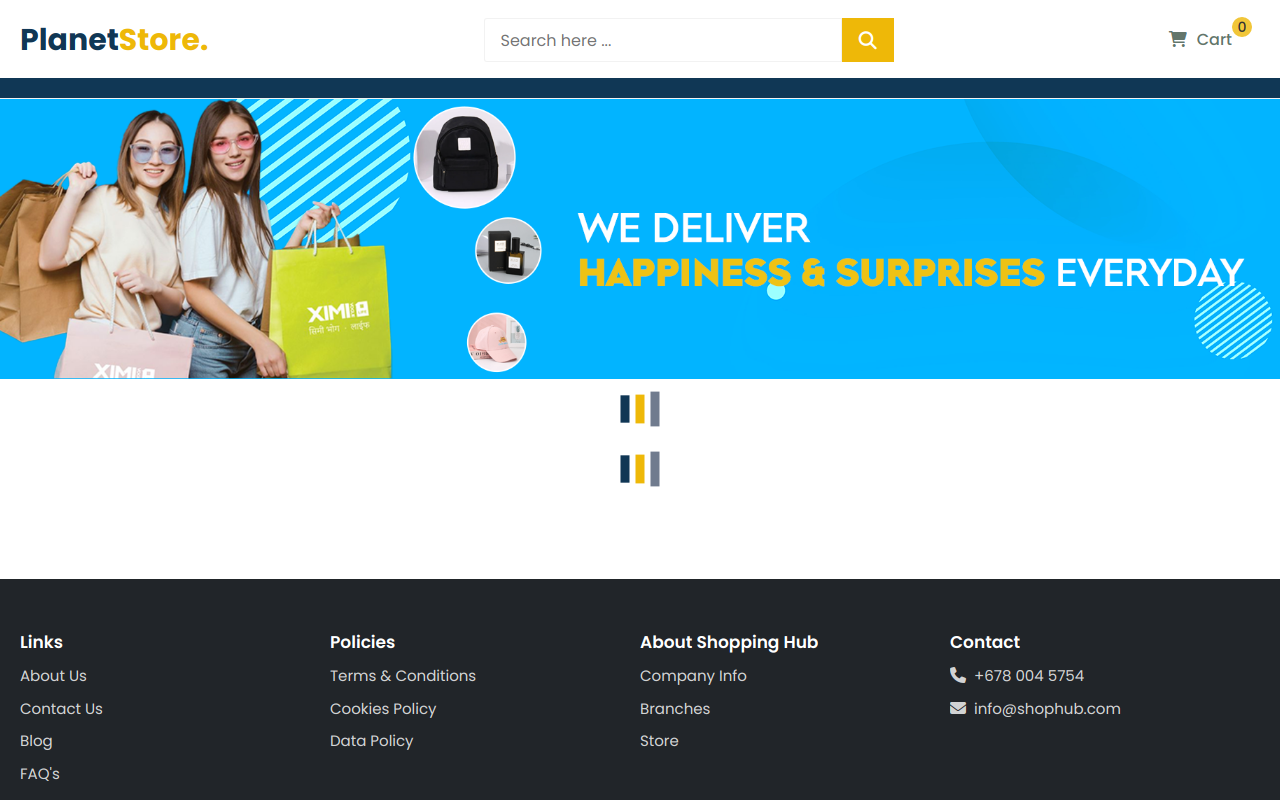 PlanetStore.
Search here ...
Cart
0
WE DELIVER
HAPPINESS & SURPRISES EVERYDAY
XIMI
सिमी भोग - लाईफ
XIMI
Links
About Us
Contact Us
Blog
FAQ's
Policies
Terms & Conditions
Cookies Policy
Data Policy
About Shopping Hub
Company Info
Branches
Store
Contact
+678 004 5754
info@shophub.com